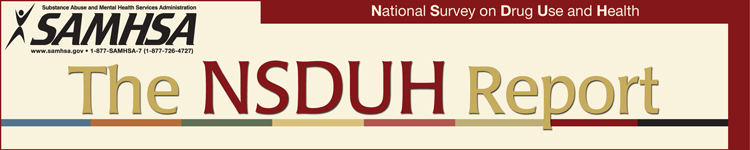 Substance Abuse and Mental Health Services Administration
SAMHSA
www.samhsa.gov • 1-877-SAMHSA-7 (1-877-726-4727)
National Survey on Drug Use and Health
The NSDUH Report